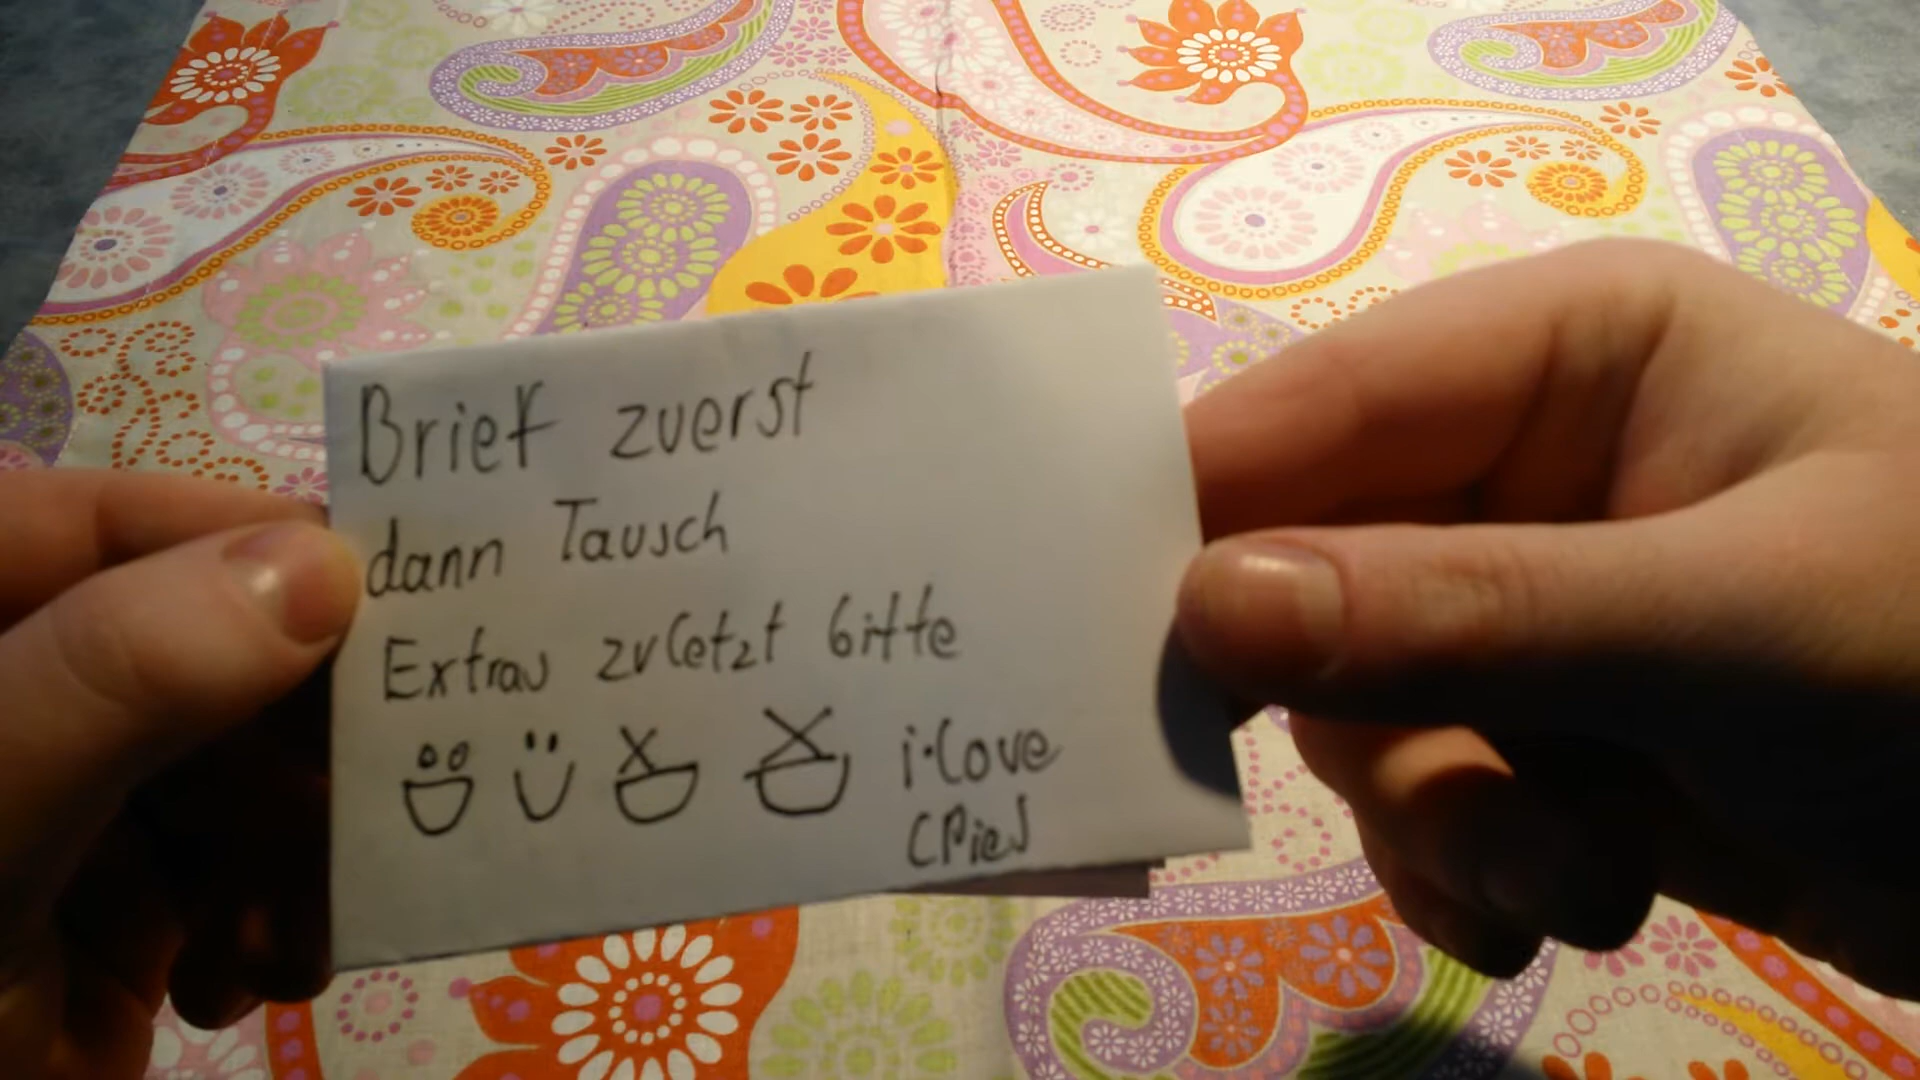 Brief zuerst
dann Tausch
Extras zuletzt bitte
i love